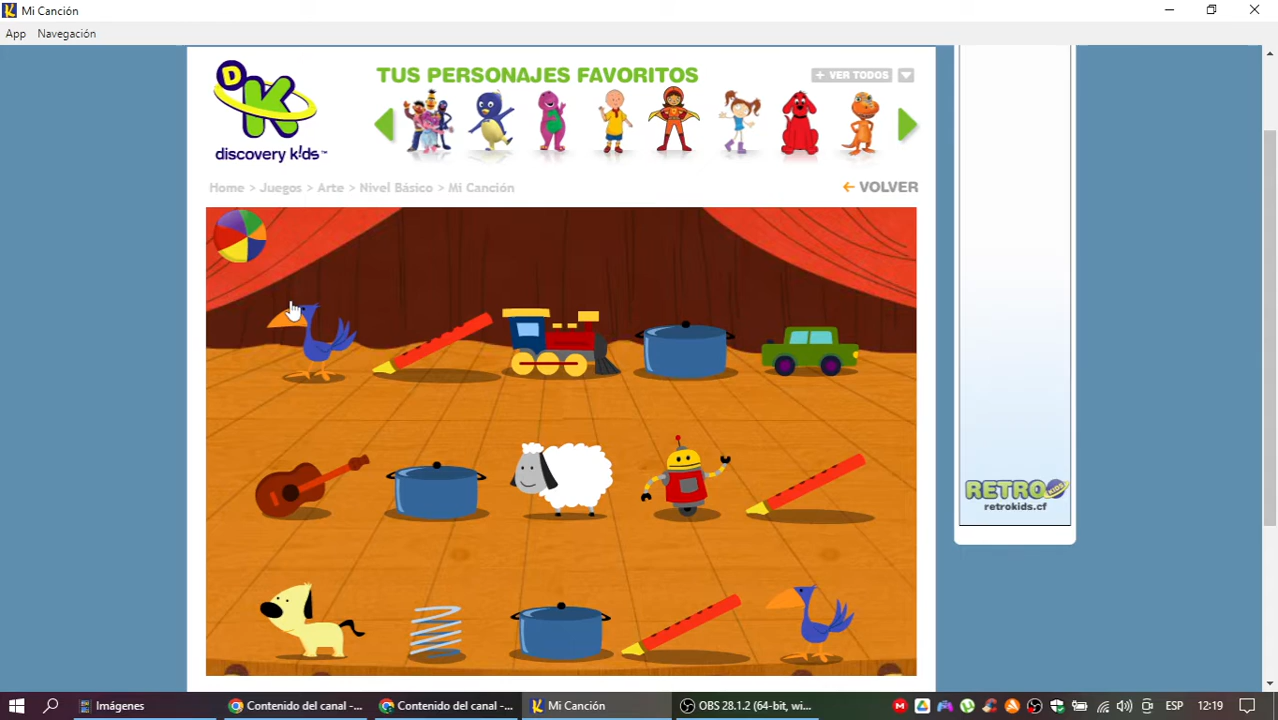 Mi Canción
App Navegación
D K
discovery k!ds™
TUS PERSONAJES FAVORITOS
+ VER TODOS
Home > Juegos > Arte > Nivel Básico > Mi Canción
← VOLVER
RETRO KIDS
retrokids.cf
Imágenes
Contenido del canal -...
Contenido del canal -...
Mi Canción
OBS 28.1.2 (64-bit, wi...
ESP
12:19